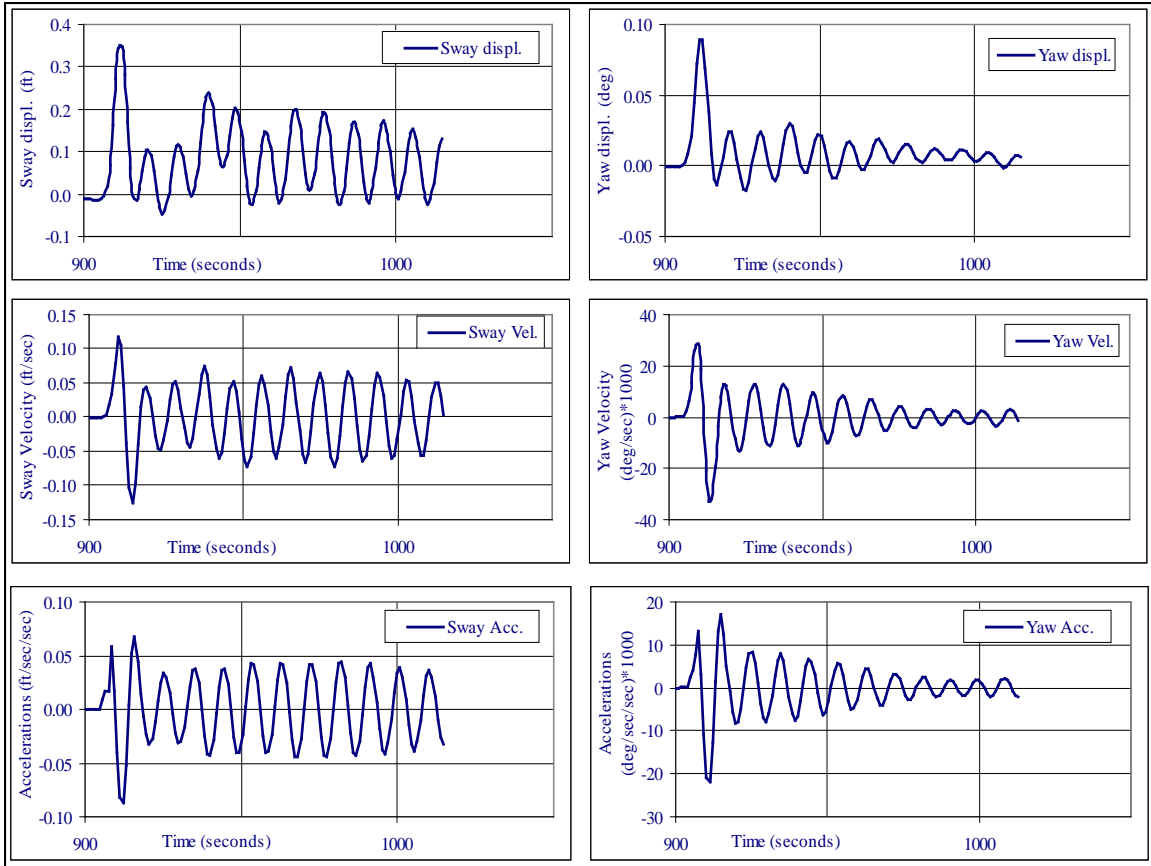 Sway displ. (ft)
0.4
0.3
0.2
0.1
0.0
-0.1
900
Time (seconds)
1000
Sway displ.
Yaw displ. (deg)
0.10
0.05
0.00
-0.05
900
Time (seconds)
1000
Yaw displ.
Sway Velocity (ft/sec)
0.15
0.10
0.05
0.00
-0.05
-0.10
-0.15
900
Time (seconds)
1000
Sway Vel.
Yaw Velocity
(deg/sec)*1000
40
20
0
-20
-40
900
Time (seconds)
1000
Yaw Vel.
Accelerations (ft/sec/sec)
0.10
0.05
0.00
-0.05
-0.10
900
Time (seconds)
1000
Sway Acc.
Accelerations
(deg/sec/sec)*1000
20
10
0
-10
-20
-30
900
Time (seconds)
1000
Yaw Acc.